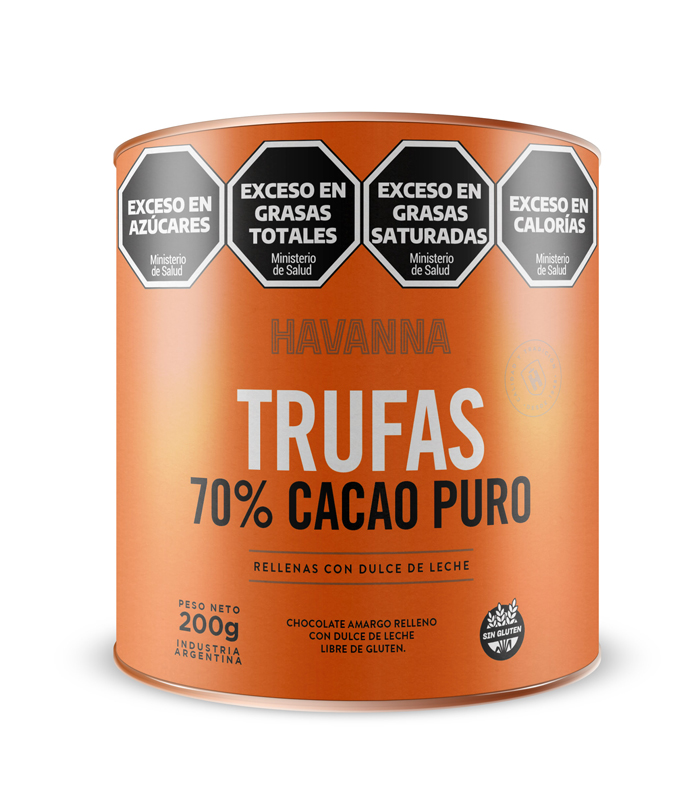 EXCESO EN
AZÚCARES
Ministerio
de Salud
EXCESO EN
GRASAS
TOTALES
Ministerio
de Salud
EXCESO EN
GRASAS
SATURADAS
Ministerio
de Salud
EXCESO EN
CALORÍAS
Ministerio
de Salud
HAVANNA
TRUFAS
70% CACAO PURO
RELLENAS CON DULCE DE LECHE
PESO NETO
200g
INDUSTRIA
ARGENTINA
CHOCOLATE AMARGO RELLENO
CON DULCE DE LECHE
LIBRE DE GLUTEN.
SIN GLUTEN